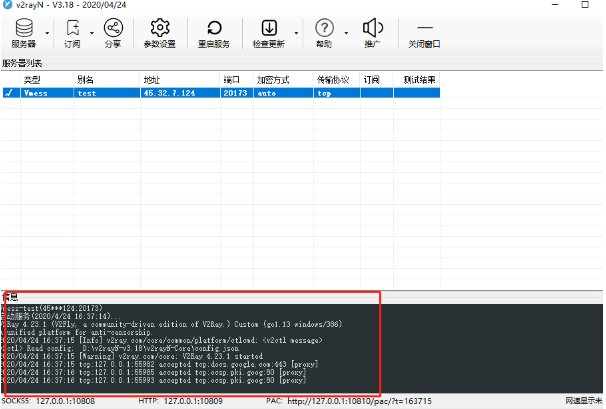 v2rayN - V3.18 - 2020/04/24
服务器 订阅 分享 参数设置 重启服务 检查更新 帮助 推广 关闭窗口
服务器列表
类型 别名 地址 端口 加密方式 传输协议 订阅 测试结果
Vmess test 45.32.7.124 20173 auto tcp
信息
mess-test(45***124:20173)
启动服务(2020/4/24 16:37:14)...
V2Ray 4.23.1 (V2Fly, a community-driven edition of V2Ray.) Custom (go1.13 windows/386)
A unified platform for anti-censorship.
2020/04/24 16:37:15 [Info] v2ray.com/core/common/platform/ctlcmd: <v2ctl message>
v2ctl> Read config:  D:\v2rayN-v3.18\v2rayN-Core\config.json
2020/04/24 16:37:15 [Warning] v2ray.com/core: V2Ray 4.23.1 started
2020/04/24 16:37:15 tcp:127.0.0.1:55982 accepted tcp:docs.google.com:443 [proxy]
2020/04/24 16:37:16 tcp:127.0.0.1:55985 accepted tcp:ocsp.pki.goog:80 [proxy]
2020/04/24 16:37:16 tcp:127.0.0.1:55993 accepted tcp:ocsp.pki.goog:80 [proxy]
SOCKS5: 127.0.0.1:10808 HTTP: 127.0.0.1:10809 PAC: http://127.0.0.1:10810/pac/?t=163715 网速显示未